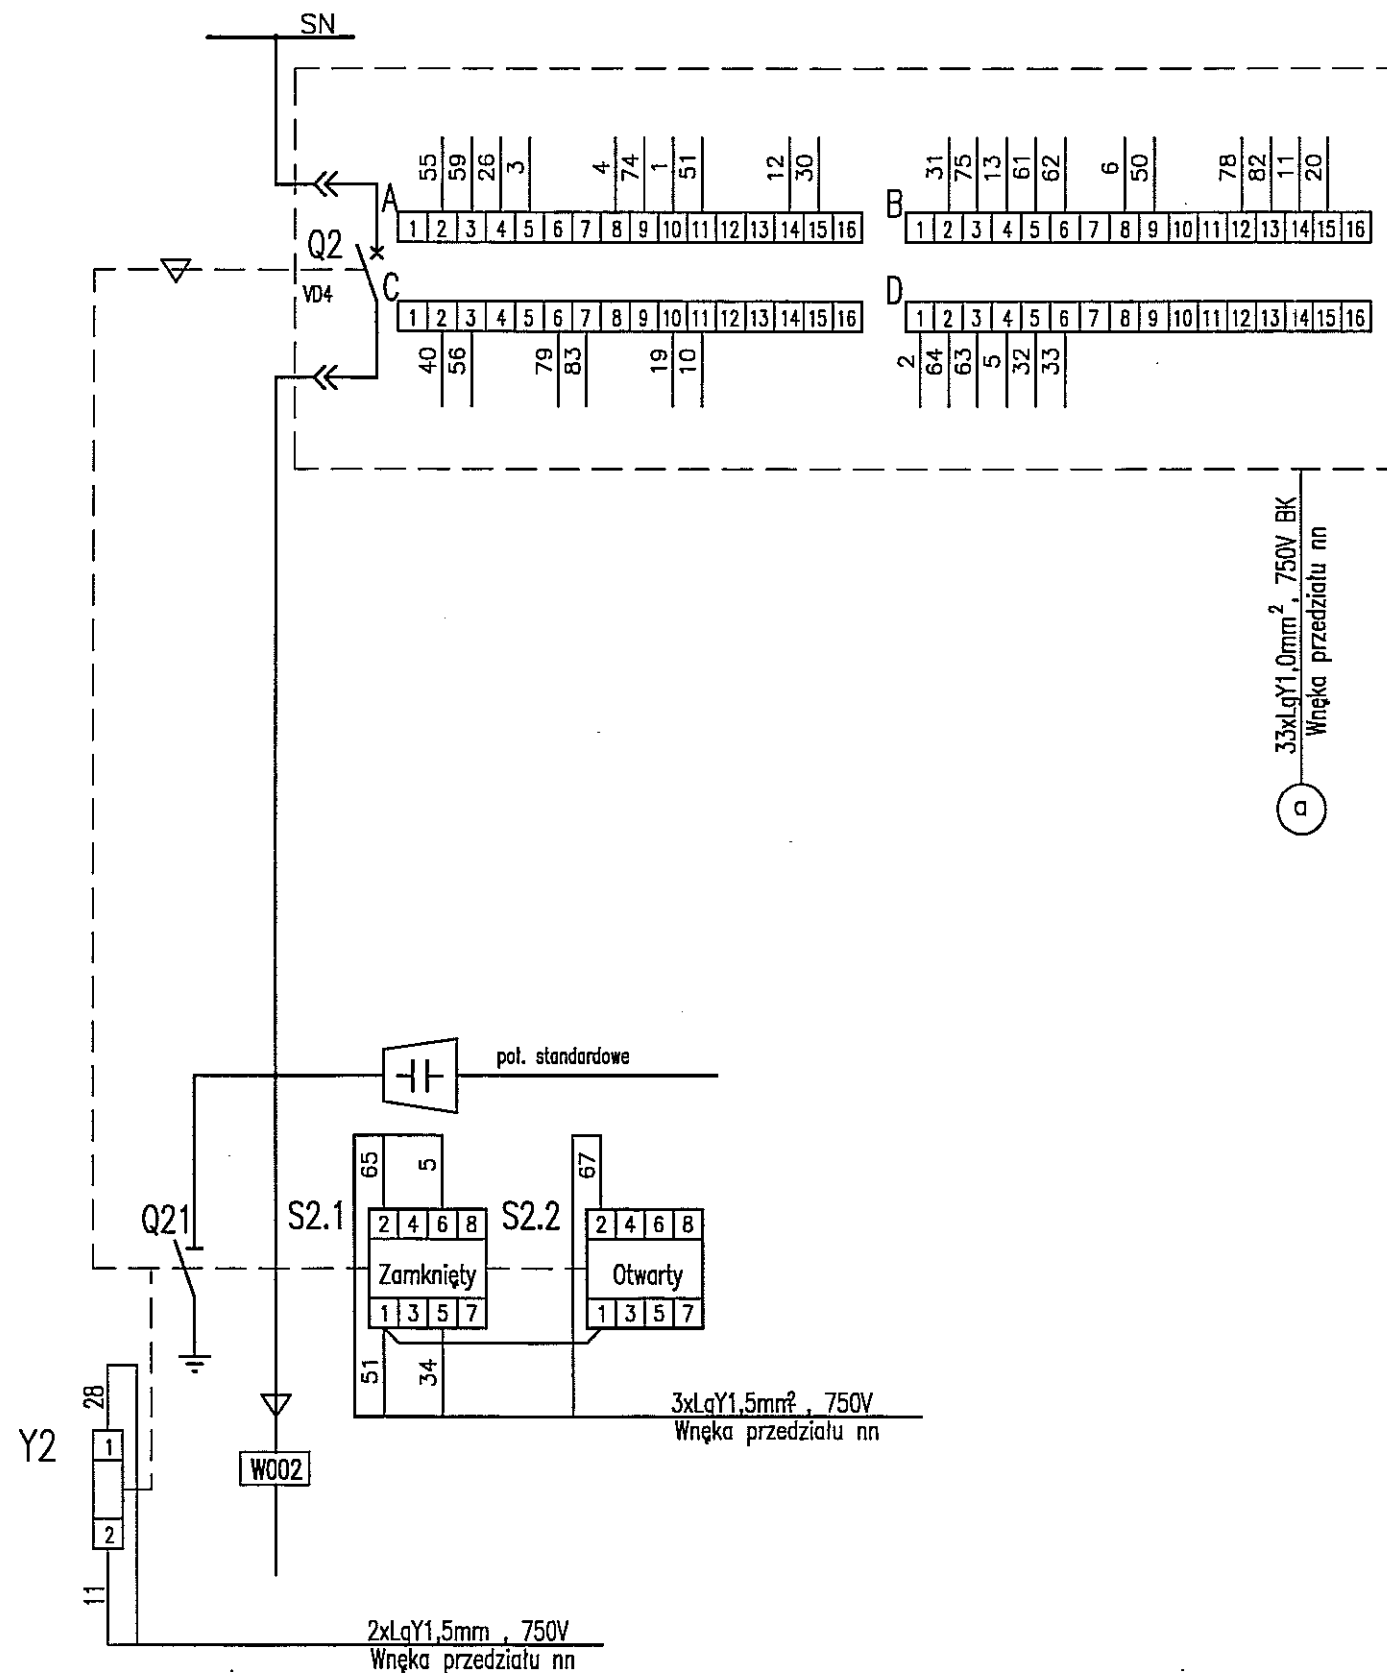 SN
55 59 26 3 4 74 1 51 12 30
31 75 13 61 62 6 50 78 82 11 20
A
1 2 3 4 5 6 7 8 9 10 11 12 13 14 15 16
B
1 2 3 4 5 6 7 8 9 10 11 12 13 14 15 16
Q2
VD4
C
1 2 3 4 5 6 7 8 9 10 11 12 13 14 15 16
D
1 2 3 4 5 6 7 8 9 10 11 12 13 14 15 16
40 56 79 83 19 10
2 64 63 5 32 33
33xLgY1,0mm², 750V BK
Wnęka przedziału nn
a
poł. standardowe
65 5
67
Q21
S2.1
2 4 6 8
Zamknięty
1 3 5 7
S2.2
2 4 6 8
Otwarty
1 3 5 7
51 34
3xLgY1,5mm², 750V
Wnęka przedziału nn
28
Y2
1
2
11
W002
2xLgY1,5mm , 750V
Wnęka przedziału nn